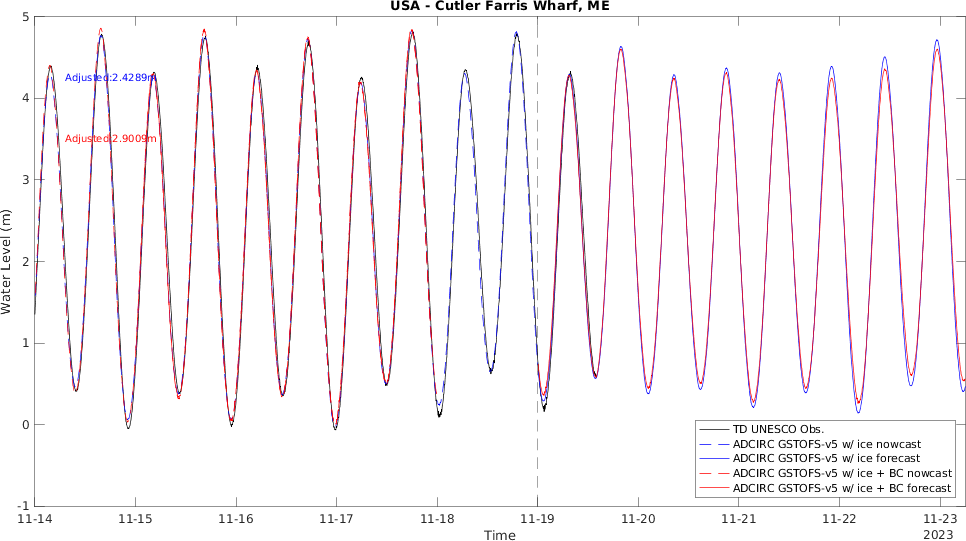 USA - Cutler Farris Wharf, ME
5
4
3
2
1
0
-1
Water Level (m)
Adjusted:2.4289m
Adjusted:2.9009m
TD UNESCO Obs.
ADCIRC GSTOFS-v5 w/ ice nowcast
ADCIRC GSTOFS-v5 w/ ice forecast
ADCIRC GSTOFS-v5 w/ ice + BC nowcast
ADCIRC GSTOFS-v5 w/ ice + BC forecast
11-14 11-15 11-16 11-17 11-18 11-19 11-20 11-21 11-22 11-23
Time 2023